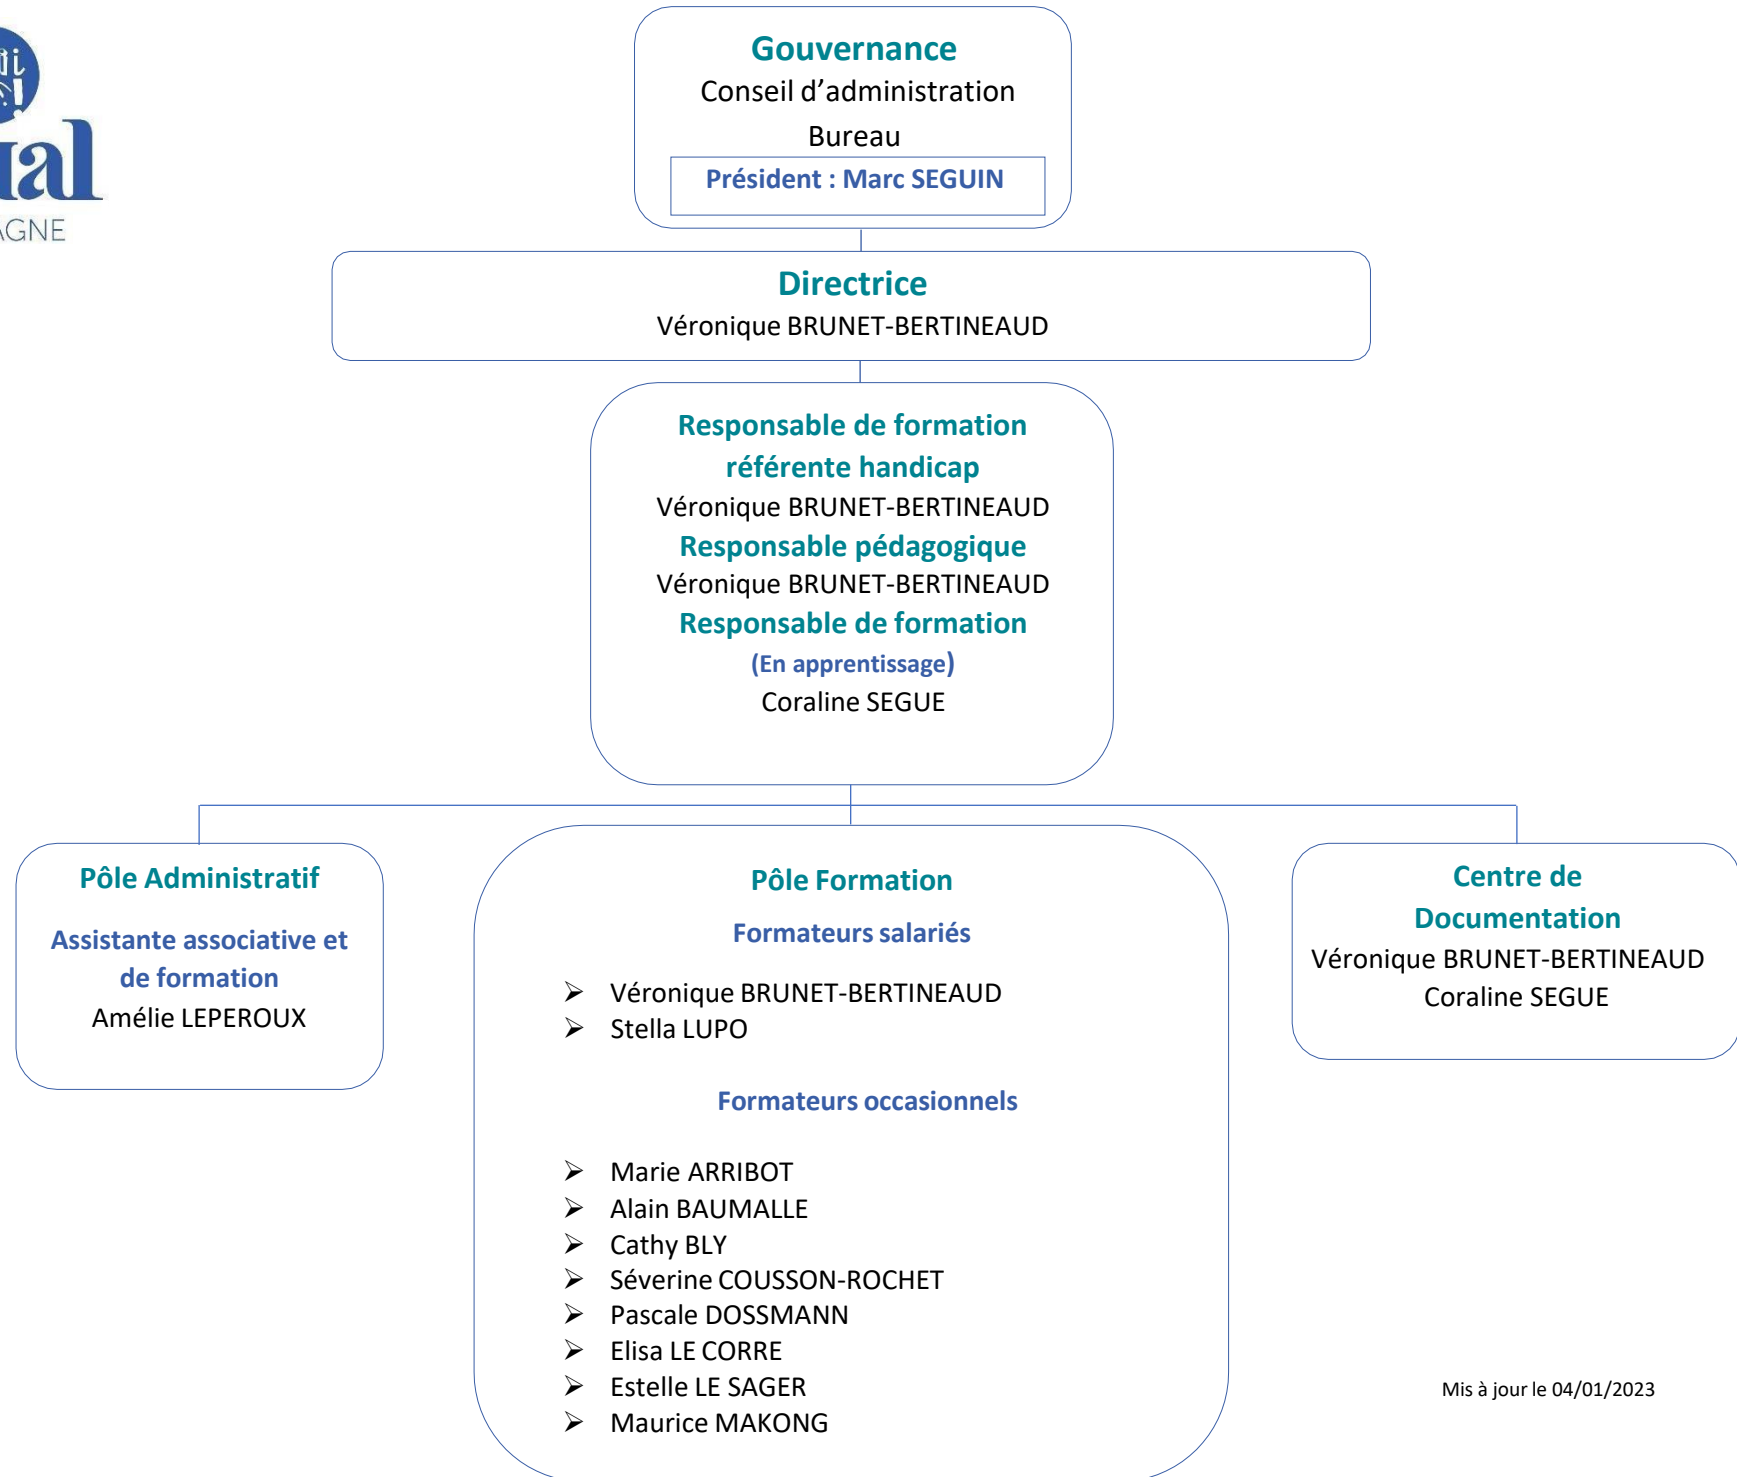 Gouvernance
Conseil d’administration
Bureau
Président : Marc SEGUIN
Directrice
Véronique BRUNET-BERTINEAUD
Responsable de formation
référente handicap
Véronique BRUNET-BERTINEAUD
Responsable pédagogique
Véronique BRUNET-BERTINEAUD
Responsable de formation
(En apprentissage)
Coraline SEGUE
Pôle Administratif
Assistante associative et
de formation
Amélie LEPEROUX
Pôle Formation
Formateurs salariés
➢ Véronique BRUNET-BERTINEAUD
➢ Stella LUPO
Formateurs occasionnels
➢ Marie ARRIBOT
➢ Alain BAUMALLE
➢ Cathy BLY
➢ Séverine COUSSON-ROCHET
➢ Pascale DOSSMANN
➢ Elisa LE CORRE
➢ Estelle LE SAGER
➢ Maurice MAKONG
Centre de
Documentation
Véronique BRUNET-BERTINEAUD
Coraline SEGUE
Mis à jour le 04/01/2023